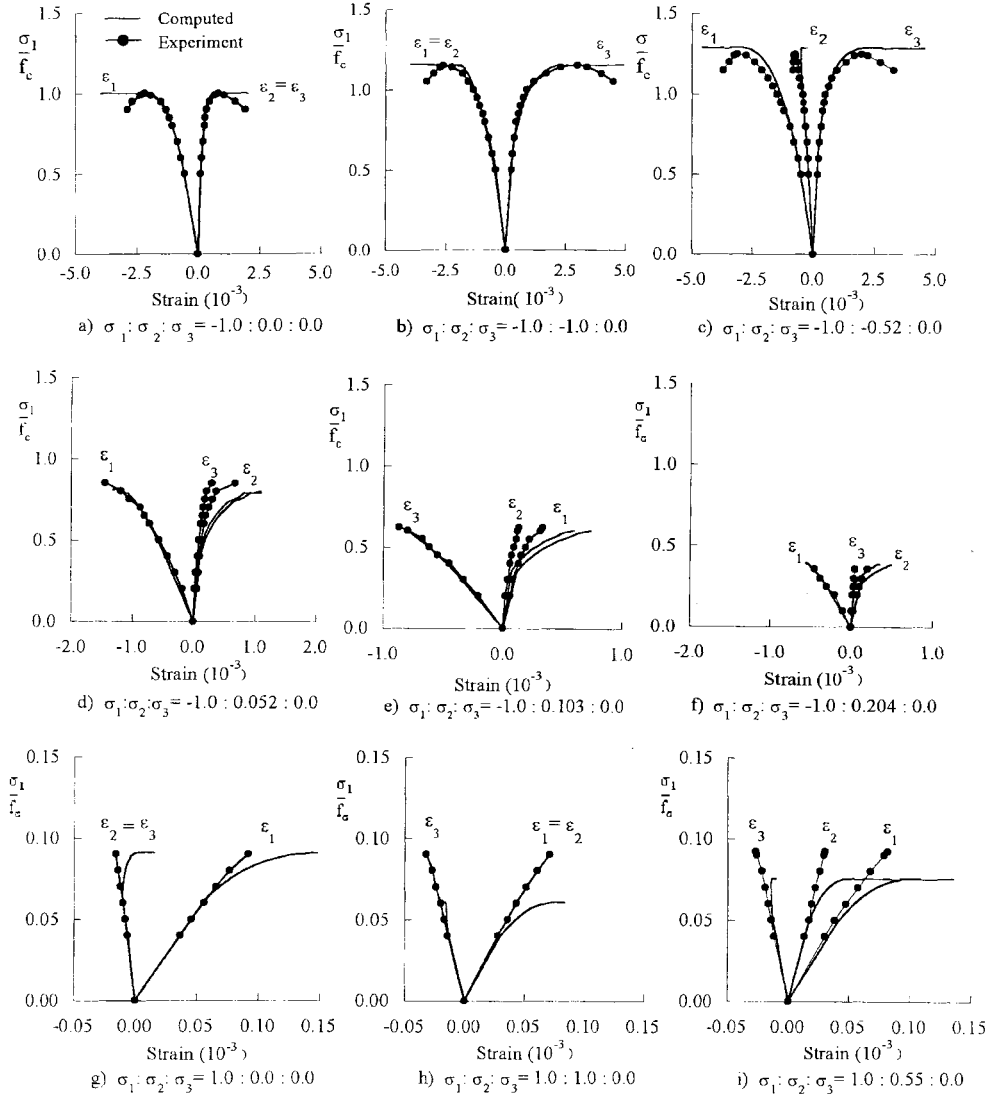 σ1/fc
Computed
Experiment
ε1
ε2 = ε3
1.5
1.0
0.5
0.0
-5.0 -2.5 0.0 2.5 5.0
Strain (10-3)
a) σ1: σ2: σ3= -1.0 : 0.0 : 0.0
σ1/fc
ε1 = ε2
ε3
1.5
1.0
0.5
0.0
-5.0 -2.5 0.0 2.5 5.0
Strain( 10-3)
b) σ1: σ2: σ3= -1.0 : -1.0 : 0.0
σ/fc
ε1
ε2
ε3
1.5
1.0
0.5
0.0
-5.0 -2.5 0.0 2.5 5.0
Strain (10-3)
c) σ1: σ2: σ3= -1.0 : -0.52 : 0.0
σ1/fc
ε1
ε3
ε2
1.5
1.0
0.5
0.0
-2.0 -1.0 0.0 1.0 2.0
Strain (10-3)
d) σ1:σ2:σ3= -1.0 : 0.052 : 0.0
σ1/fc
ε3
ε2
ε1
1.5
1.0
0.5
0.0
-1.0 0.0 1.0
Strain (10-3)
e) σ1: σ2: σ3= -1.0 : 0.103 : 0.0
σ1/fc
ε1
ε3
ε2
1.5
1.0
0.5
0.0
-2.0 -1.0 0.0 1.0
Strain (10-3)
f) σ1: σ2: σ3= -1.0 : 0.204 : 0.0
σ1/fc
ε2 = ε3
ε1
0.15
0.10
0.05
0.00
-0.05 0.00 0.05 0.10 0.15
Strain (10-3)
g) σ1: σ2: σ3= 1.0 : 0.0 : 0.0
σ1/fc
ε3
ε1 = ε2
0.15
0.10
0.05
0.00
-0.05 0.00 0.05 0.10 0.15
Strain (10-3)
h) σ1: σ2: σ3= 1.0 : 1.0 : 0.0
σ1/fc
ε3
ε2
ε1
0.15
0.10
0.05
0.00
-0.05 0.00 0.05 0.10 0.15
Strain (10-3)
i) σ1: σ2: σ3= 1.0 : 0.55 : 0.0